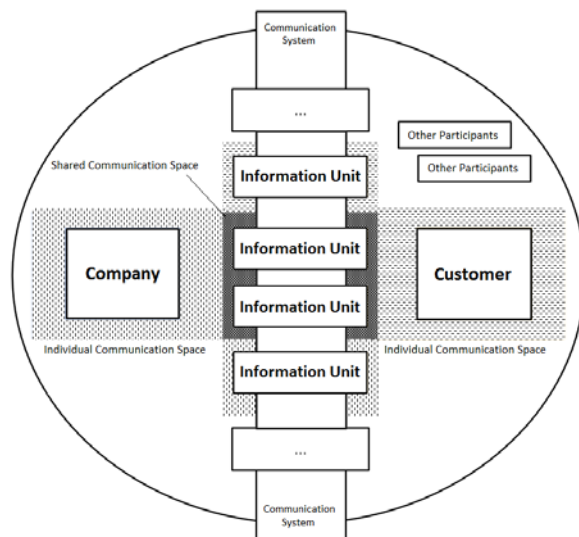 Communication
System
...
Other Participants
Other Participants
Shared Communication Space
Information Unit
Information Unit
Company
Customer
Information Unit
Individual Communication Space
Individual Communication Space
Information Unit
...
Communication
System